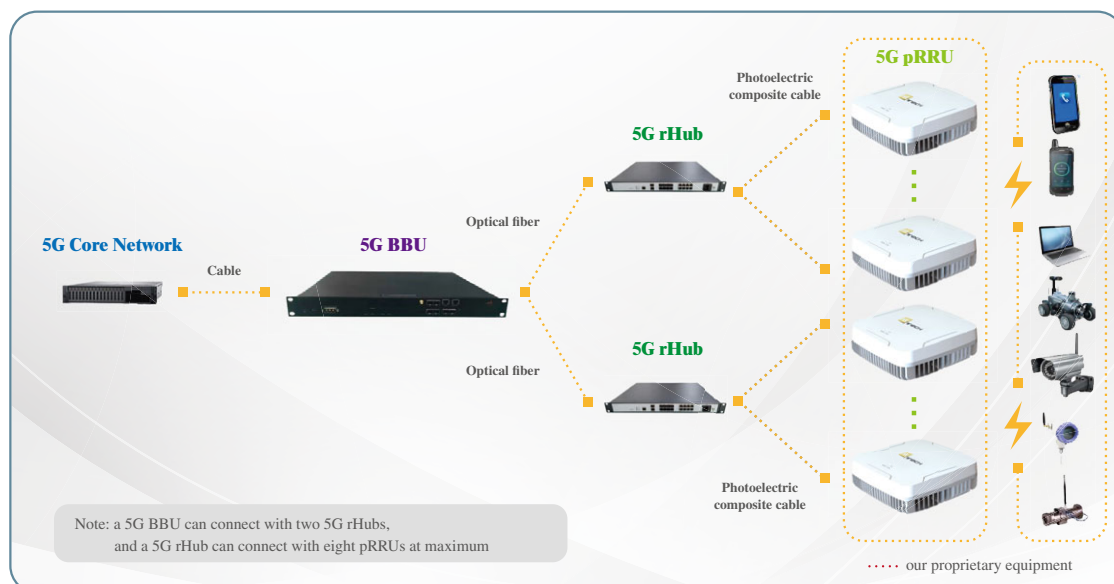 5G pRRU
Photoelectric
composite cable
5G rHub
Optical fiber
5G Core Network
5G BBU
Cable
5G rHub
Optical fiber
Photoelectric
composite cable
Note: a 5G BBU can connect with two 5G rHubs,
and a 5G rHub can connect with eight pRRUs at maximum
our proprietary equipment